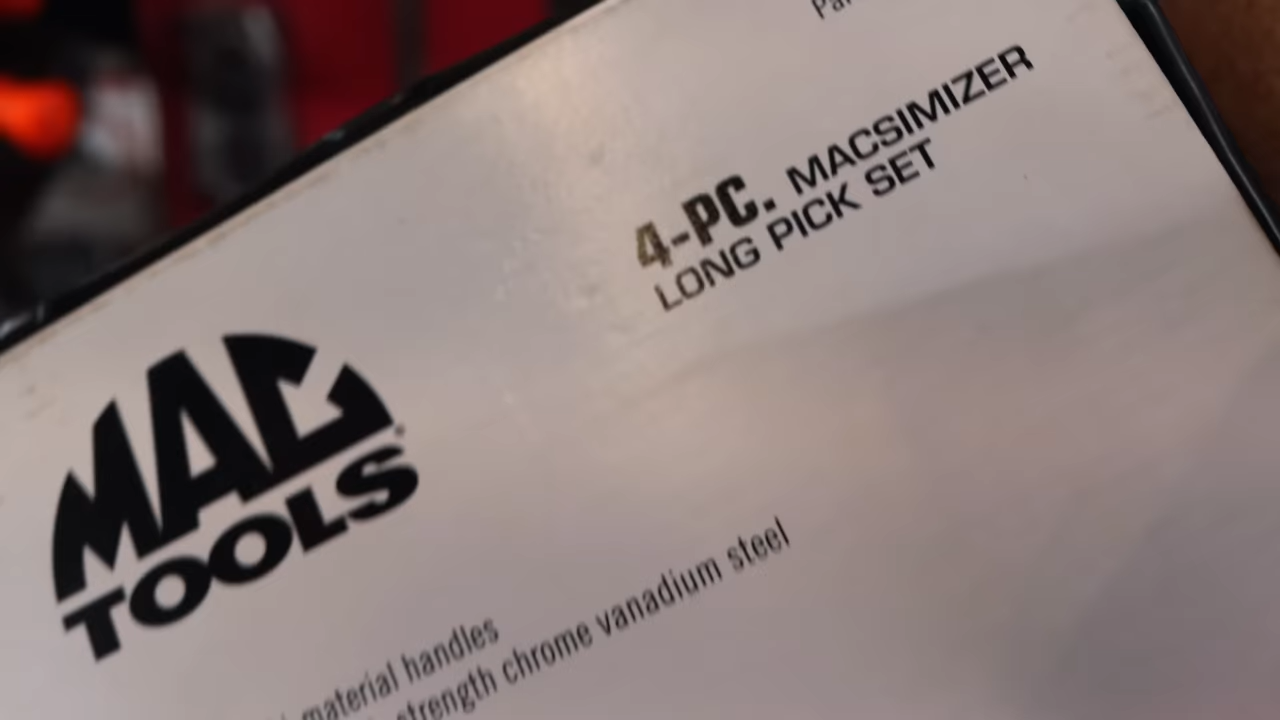 4-PC. MACSIMIZER
LONG PICK SET
MAC
TOOLS
material handles
strength chrome vanadium steel